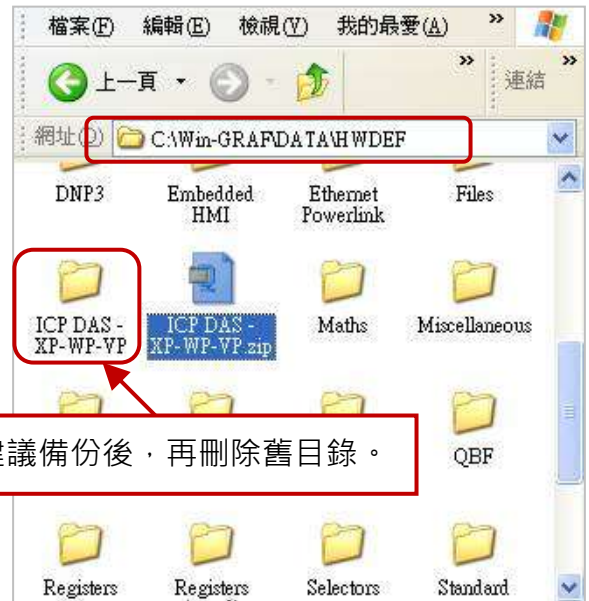 檔案(F) 編輯(E) 檢視(V) 我的最愛(A) »
上一頁 » 連結 »
網址(D) C:\Win-GRAF\DATA\HWDEF
DNP3 Embedded Ethernet Files
HMI Powerlink
ICP DAS - ICP DAS - Maths Miscellaneous
XP-WP-VP XP-WP-VP.zip
議備份後，再刪除舊目錄。
QBF
Registers Registers Selectors Standard